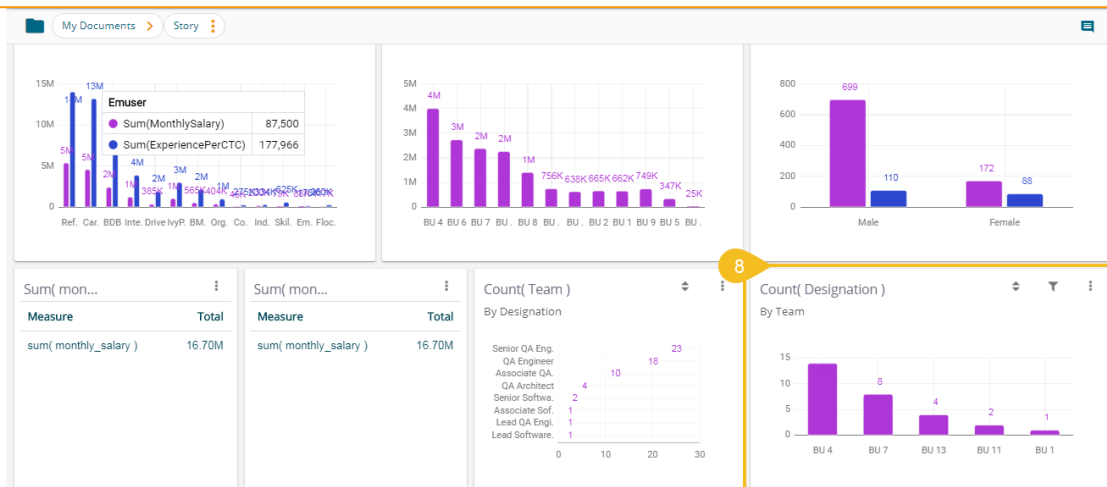 My Documents > Story
15M
10M
5M
0
13M
5M
5M
4M
2M
3M
2M
Emuser
Sum(MonthlySalary) 87,500
Sum(ExperiencePerCTC) 177,966
Ref. Car. BDB Inte. Drive IvyP. BM. Org. Co. Ind. Skil. Em. Floc.
5M
4M
3M
2M
1M
0
4M
3M
2M
2M
1M
756K
638K
665K
662K
749K
347K
25K
BU 4 BU 6 BU 7 BU . BU 8 BU . BU . BU 2 BU 1 BU 9 BU 5 BU .
800
600
400
200
0
699
110
172
88
Male Female
8
Sum( mon...
Measure Total
sum( monthly_salary ) 16.70M
Sum( mon...
Measure Total
sum( monthly_salary ) 16.70M
Count( Team )
By Designation
Senior QA Eng. 23
QA Engineer 18
Associate QA. 10
QA Architect 4
Senior Softwa. 2
Associate Sof. 1
Lead QA Engi. 1
Lead Software. 1
0 10 20 30
Count( Designation )
By Team
15
10
5
0
8
4
2
1
BU 4 BU 7 BU 13 BU 11 BU 1